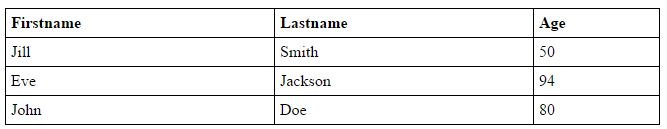 Firstname Lastname Age
Jill Smith 50
Eve Jackson 94
John Doe 80